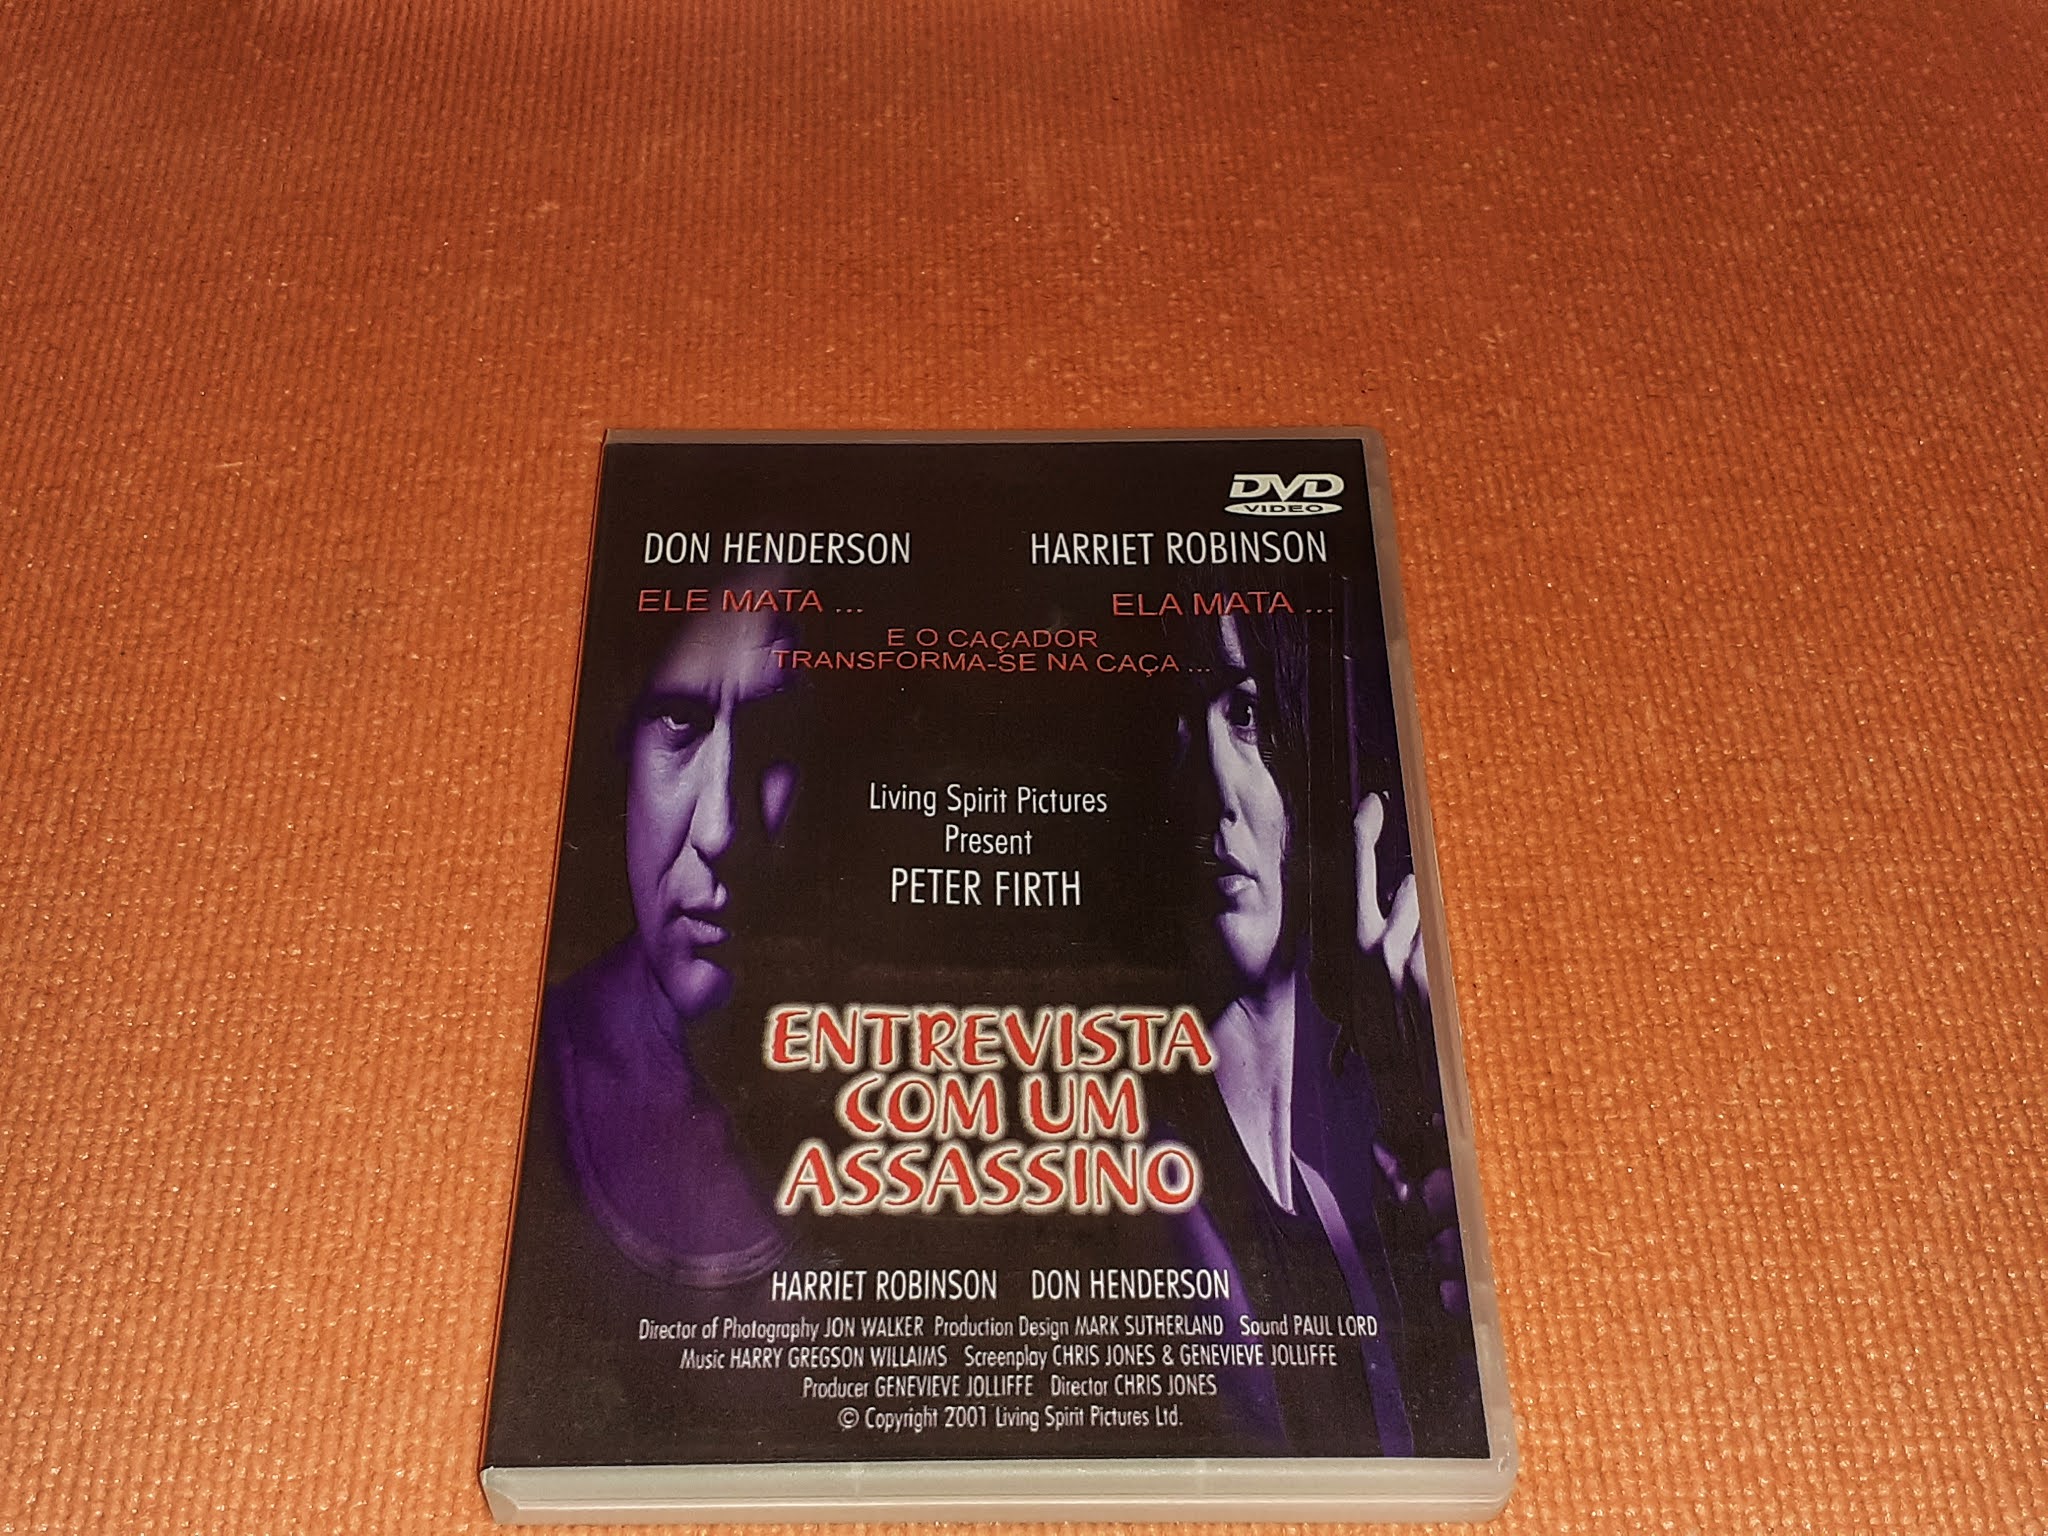 DVD
VIDEO
DON HENDERSON HARRIET ROBINSON
ELE MATA ... ELA MATA ...
E O CAÇADOR
TRANSFORMA-SE NA CAÇA ...
Living Spirit Pictures
Present
PETER FIRTH
ENTREVISTA
COM UM
ASSASSINO
HARRIET ROBINSON DON HENDERSON
Director of Photography JON WALKER Production Design MARK SUTHERLAND Sound PAUL LORD
Music HARRY GREGSON WILLAIMS Screenplay CHRIS JONES & GENEVIEVE JOLLIFFE
Producer GENEVIEVE JOLLIFFE Director CHRIS JONES
© Copyright 2001 Living Spirit Pictures Ltd.